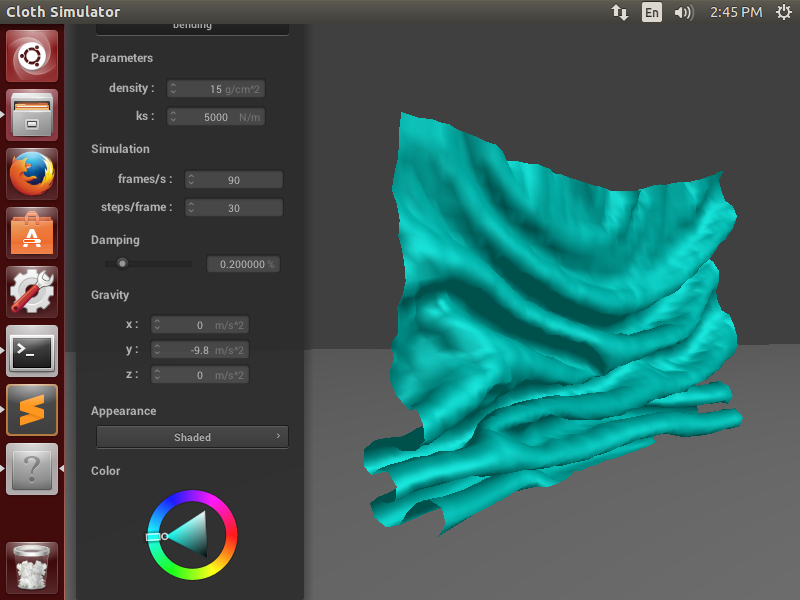 Cloth Simulator
En
2:45 PM
bending
Parameters
density :
15 g/cm^2
ks :
5000 N/m
Simulation
frames/s :
90
steps/frame :
30
Damping
0.200000 %
Gravity
x :
0 m/s^2
y :
-9.8 m/s^2
z :
0 m/s^2
Appearance
Shaded
Color